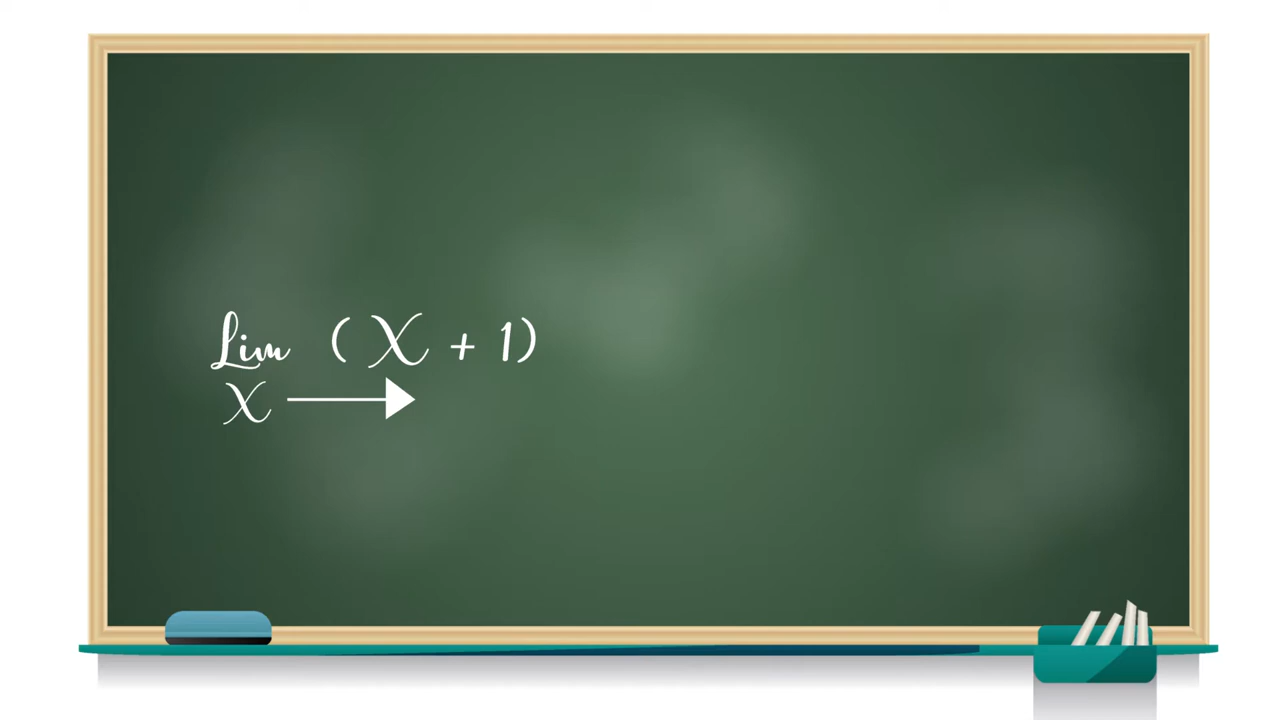 Lim ( X + 1)
X →